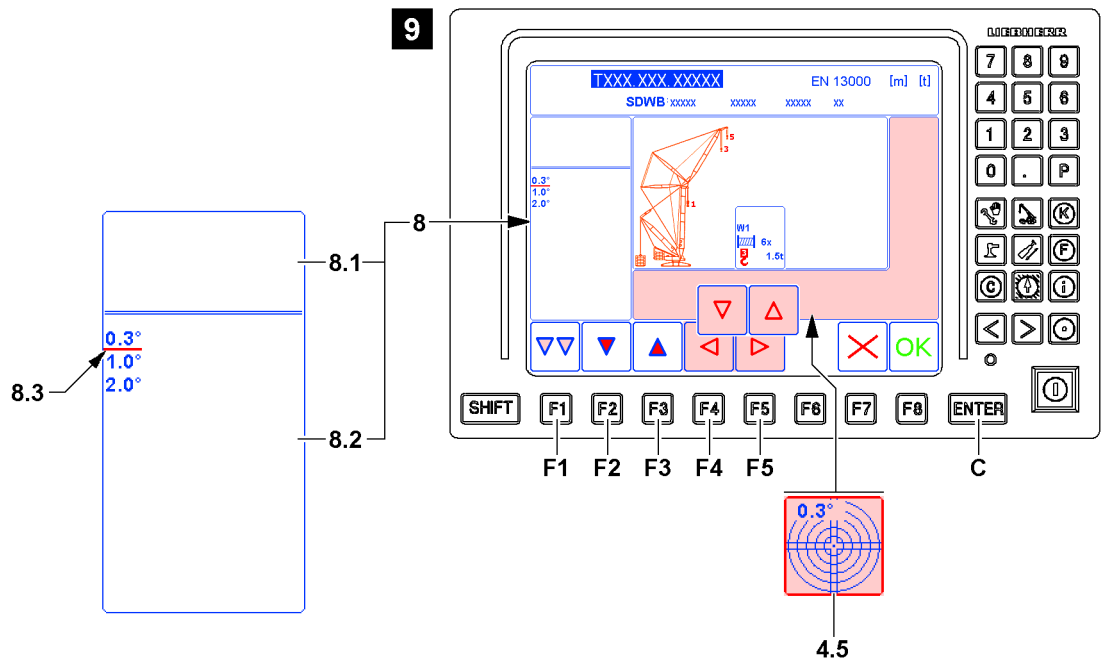 9
LIEBHERR
TXXX.XXX.XXXXX
EN 13000 [m] [t]
SDWB: xxxxx xxxxx xxxxx xx
5
3
1
0.3°
1.0°
2.0°
W1
6x
3
1.5t
OK
7 8 9
4 5 6
1 2 3
0 . P
K
F
C i
SHIFT F1 F2 F3 F4 F5 F6 F7 F8 ENTER
F1 F2 F3 F4 F5 C
8
8.1
0.3°
1.0°
2.0°
8.3
8.2
0.3°
4.5